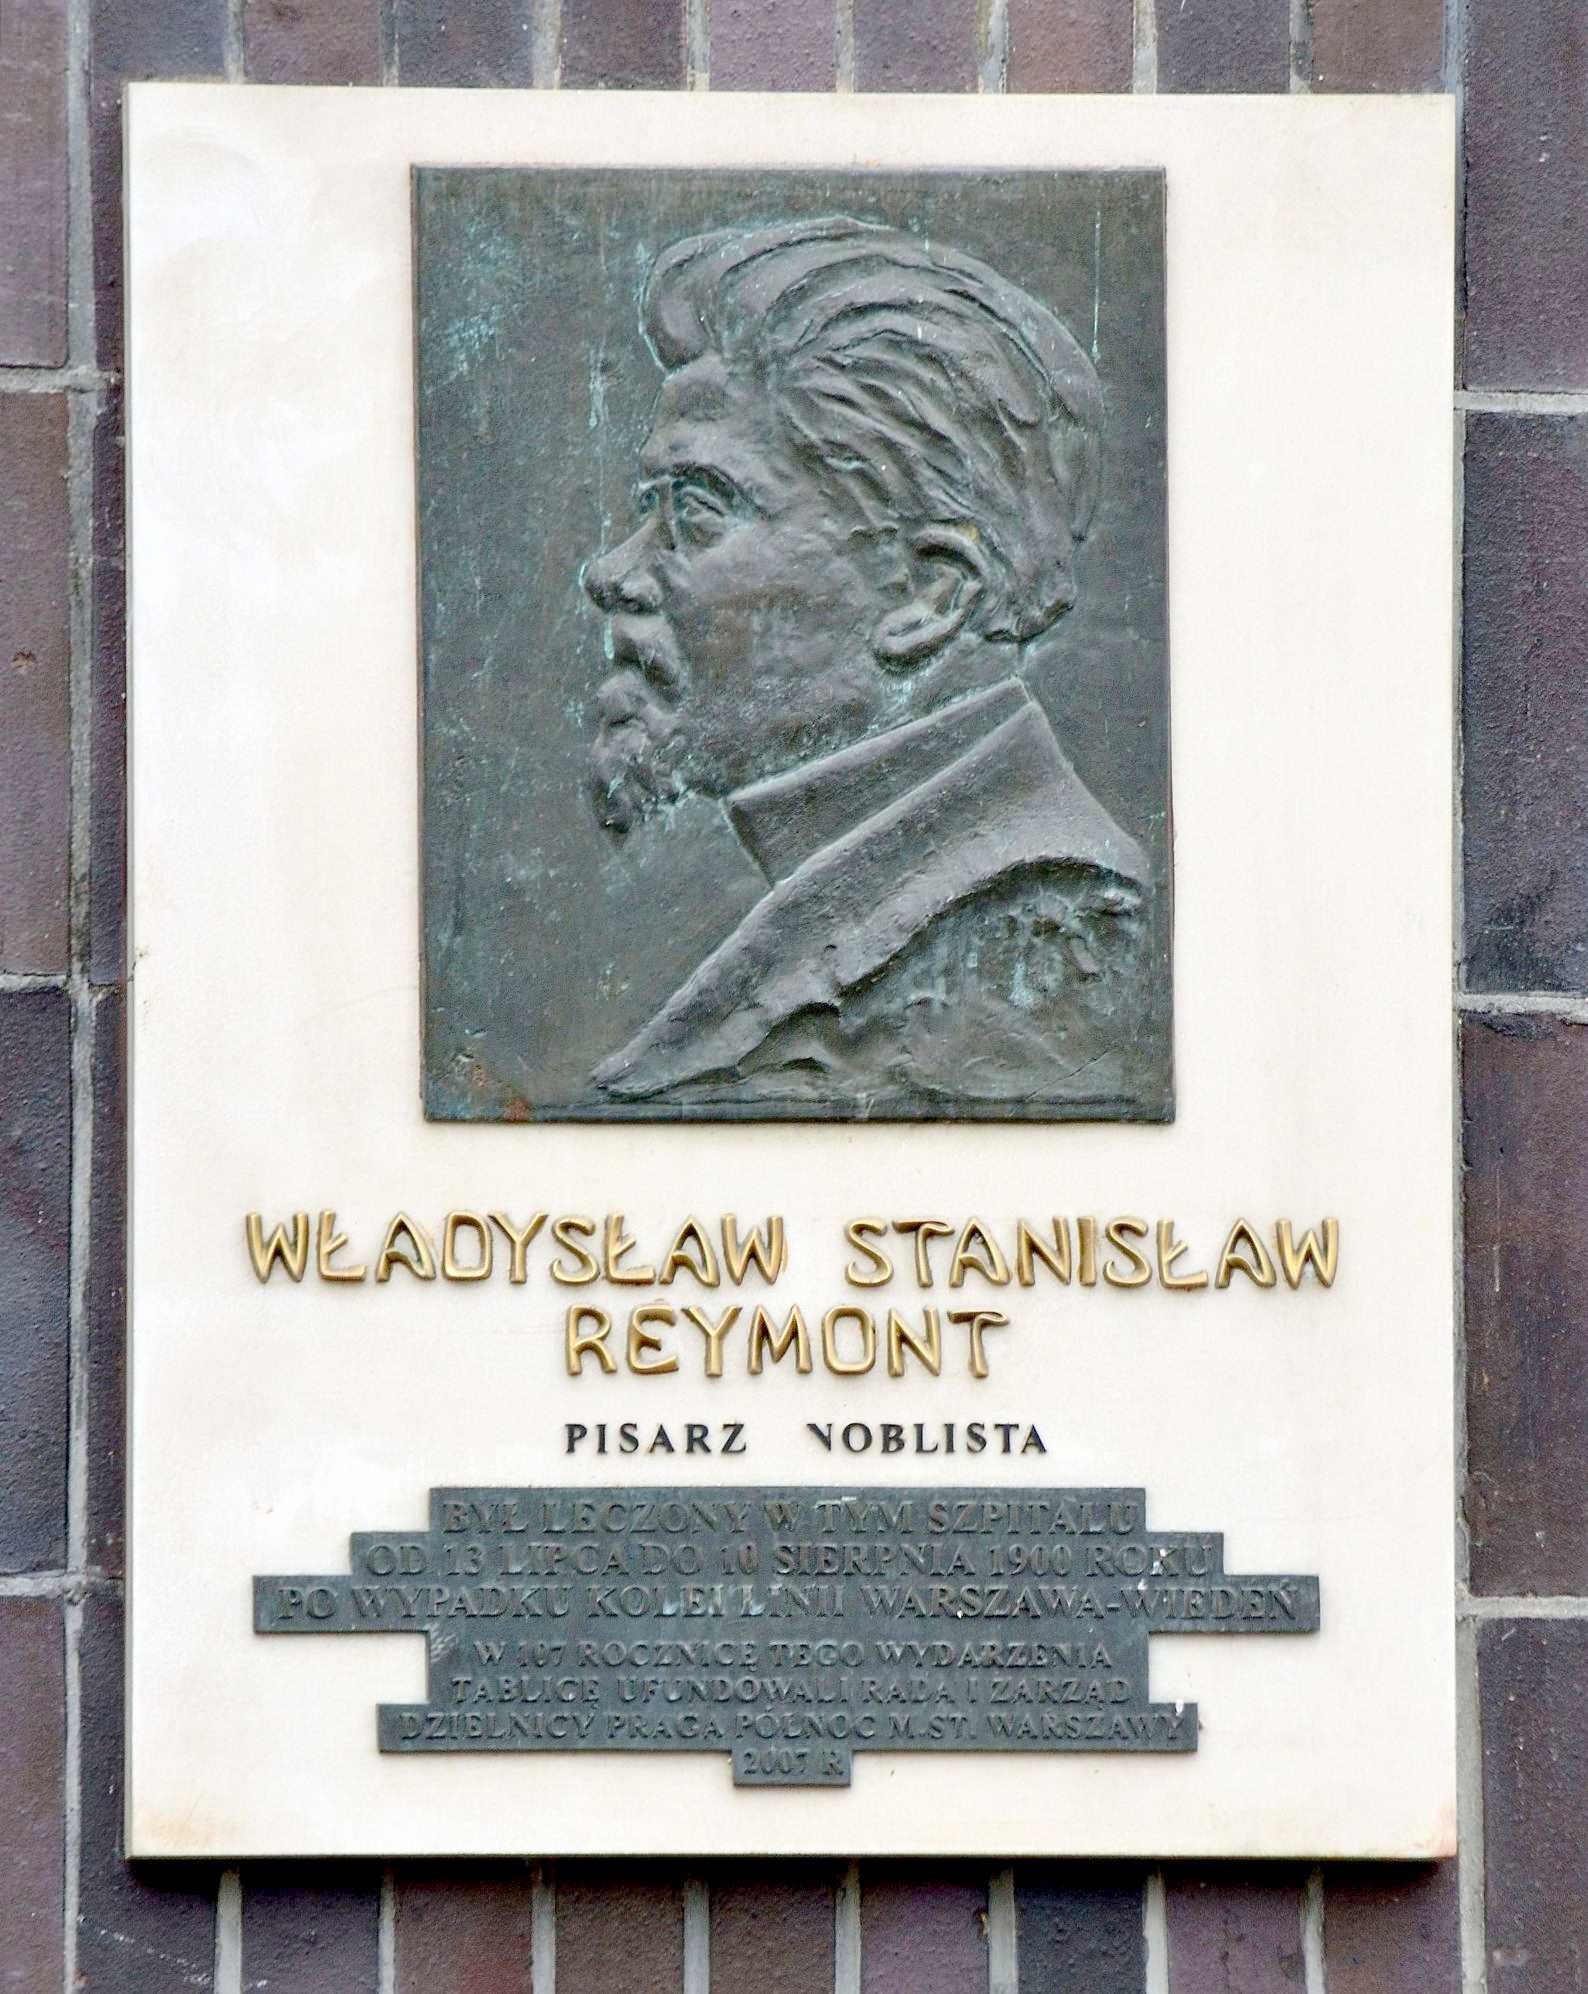 WŁADYSŁAW STANISŁAW
REYMONT
PISARZ NOBLISTA
BYŁ LECZONY W TYM SZPITALU
OD 13 LIPCA DO 10 SIERPNIA 1900 ROKU
PO WYPADKU KOLEI LINII WARSZAWA-WIEDEŃ
W 107 ROCZNICĘ TEGO WYDARZENIA
TABLICĘ UFUNDOWALI RADA I ZARZĄD
DZIELNICY PRAGA PÓŁNOC M.ST. WARSZAWY
2007 R